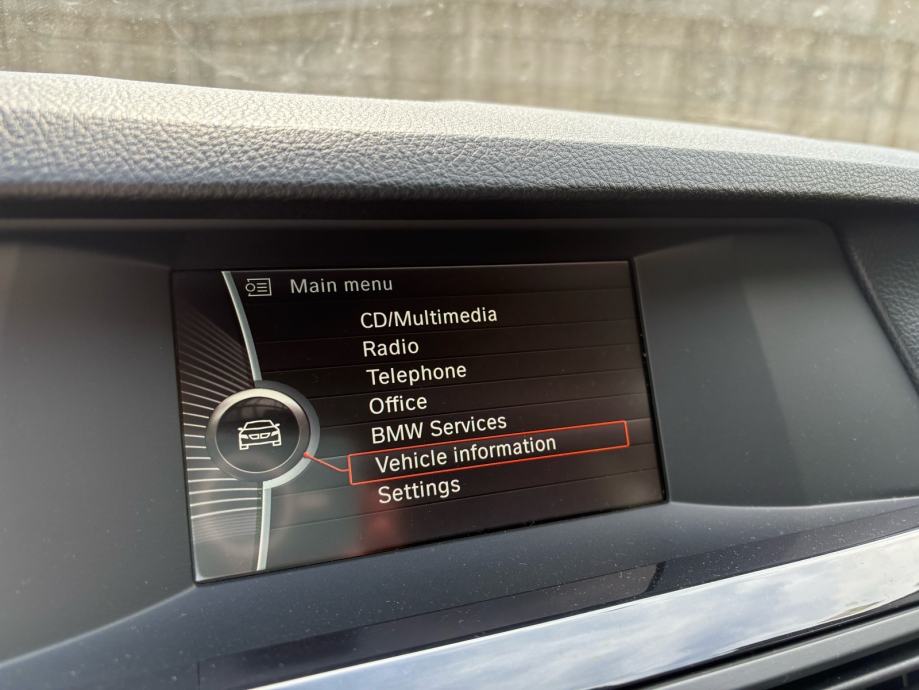 Main menu
CD/Multimedia
Radio
Telephone
Office
BMW Services
Vehicle information
Settings